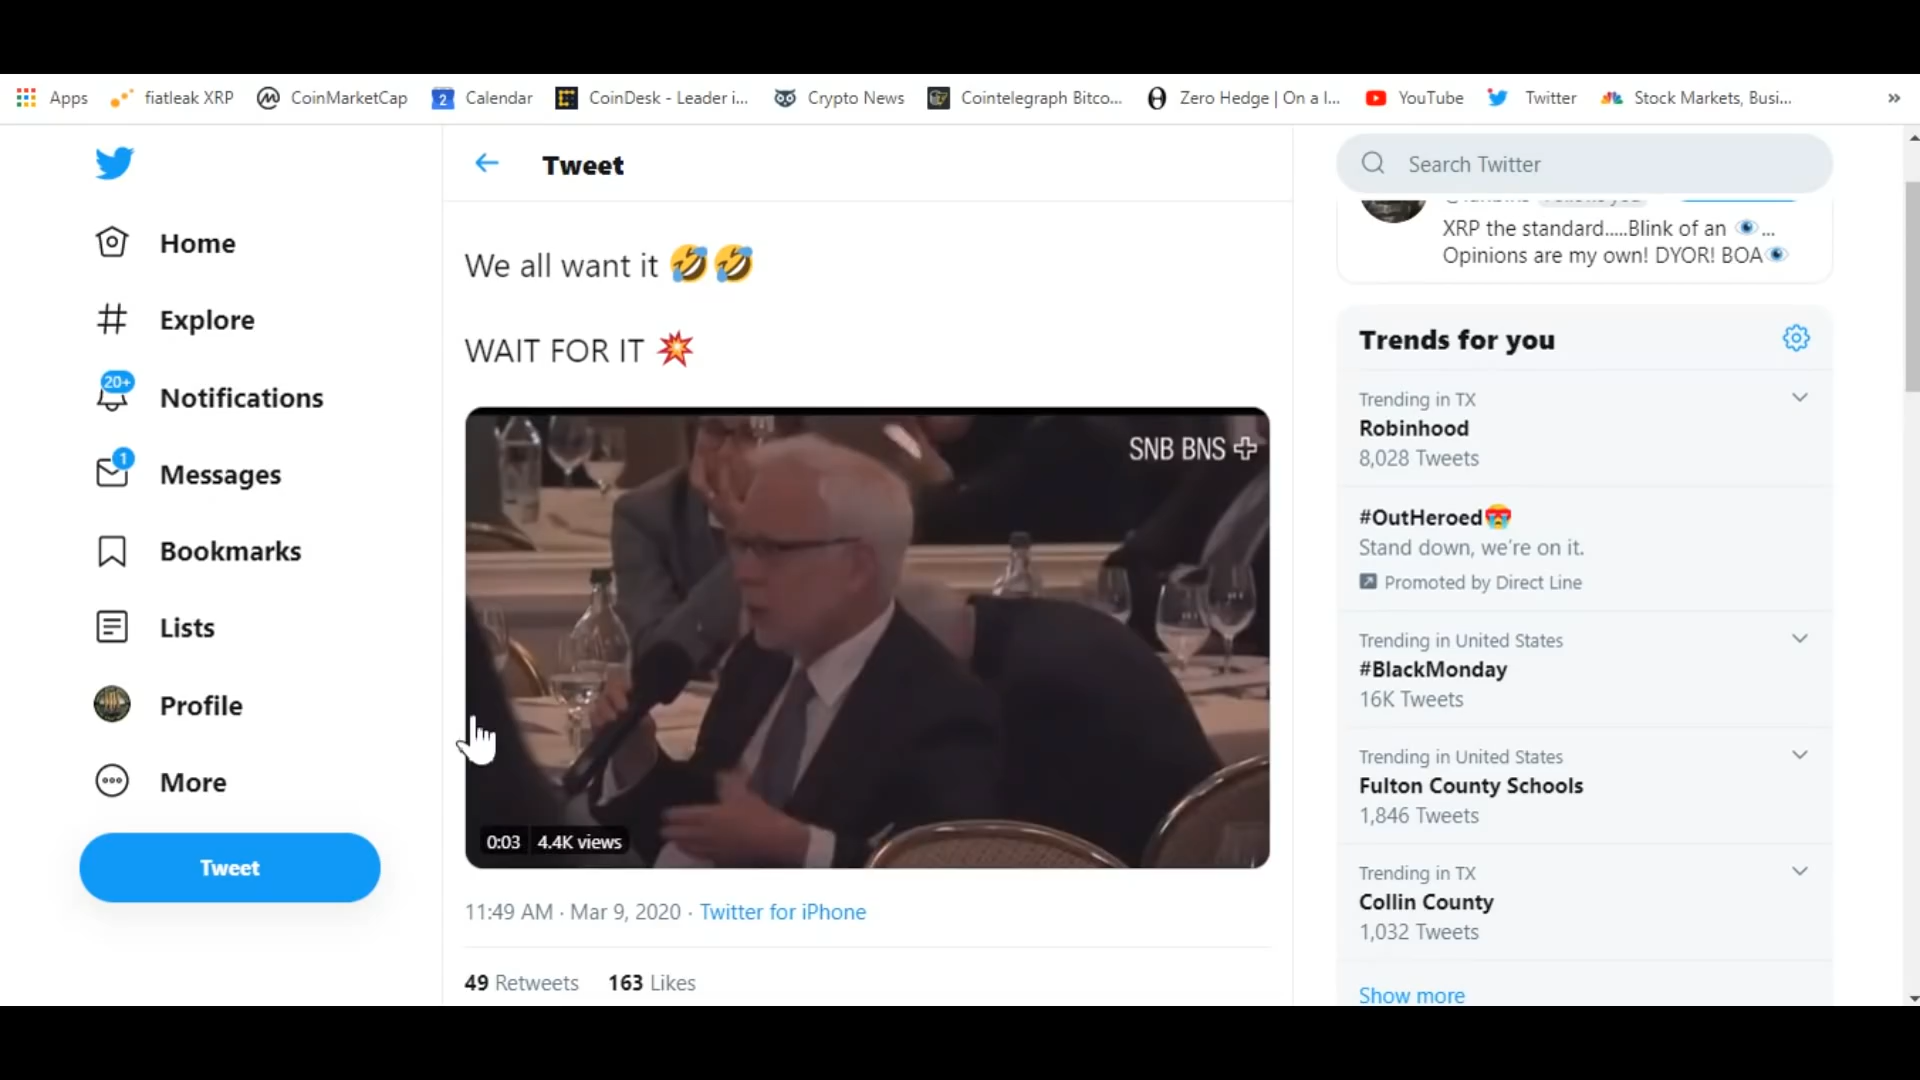 Apps fiatleak XRP CoinMarketCap 2 Calendar CoinDesk - Leader i... Crypto News Cointelegraph Bitco... Zero Hedge | On a l... YouTube Twitter Stock Markets, Busi... »
Tweet
Search Twitter
Home
XRP the standard.....Blink of an 👁...
Opinions are my own! DYOR! BOA👁
We all want it 🤣🤣
Explore
WAIT FOR IT 💥
Trends for you
20+
Notifications
Trending in TX
Robinhood
8,028 Tweets
SNB BNS
1
Messages
#OutHeroed
Stand down, we're on it.
Promoted by Direct Line
Bookmarks
Lists
Trending in United States
#BlackMonday
16K Tweets
Profile
More
Trending in United States
Fulton County Schools
1,846 Tweets
0:03 4.4K views
Tweet
Trending in TX
Collin County
1,032 Tweets
11:49 AM · Mar 9, 2020 · Twitter for iPhone
49 Retweets 163 Likes
Show more